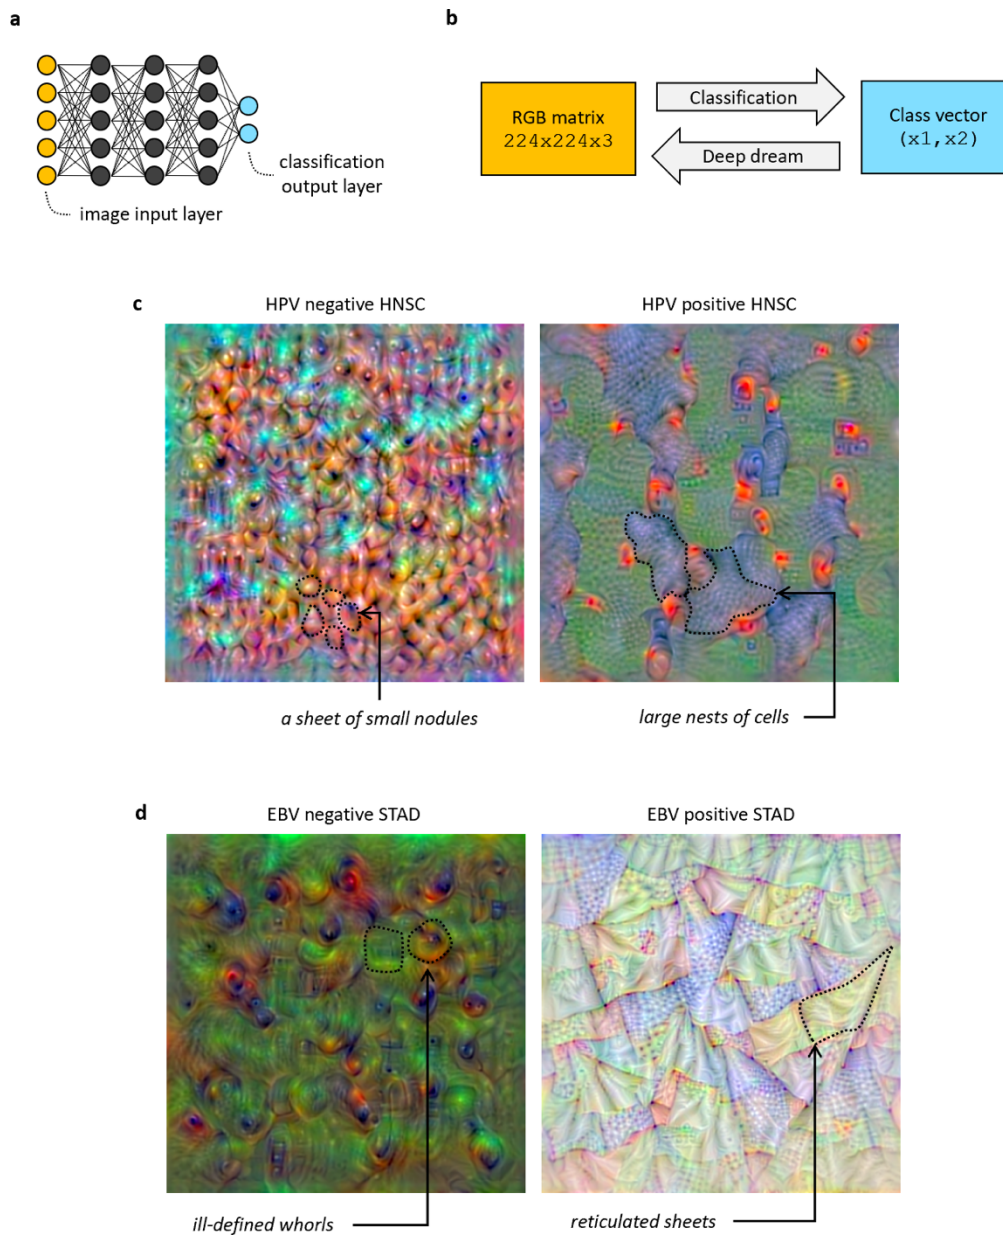 a
classification
output layer
image input layer
b
RGB matrix
224x224x3
Classification
Deep dream
Class vector
(x1,x2)
c
HPV negative HNSC
HPV positive HNSC
a sheet of small nodules
large nests of cells
d
EBV negative STAD
EBV positive STAD
ill-defined whorls
reticulated sheets